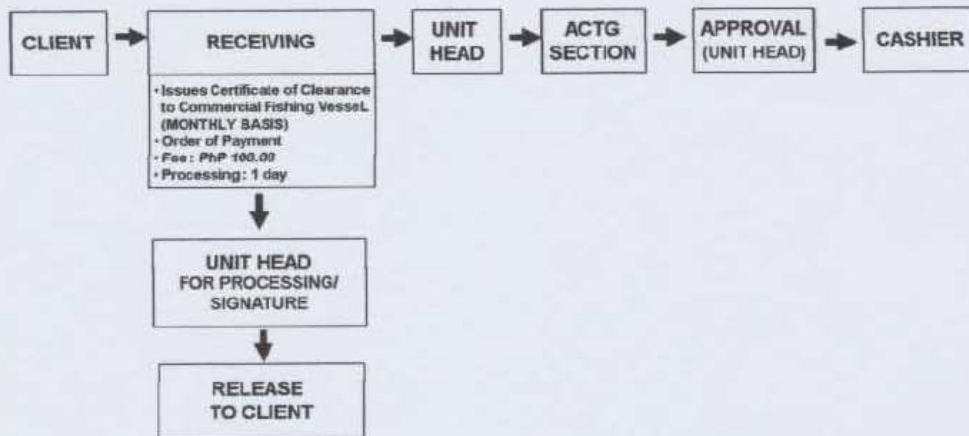 CLIENT
RECEIVING
UNIT
HEAD
ACTG
SECTION
APPROVAL
(UNIT HEAD)
CASHIER
• Issues Certificate of Clearance
to Commercial Fishing Vessel
(MONTHLY BASIS)
• Order of Payment
• Fee: PhP 100.00
• Processing: 1 day
UNIT HEAD
FOR PROCESSING/
SIGNATURE
RELEASE
TO CLIENT